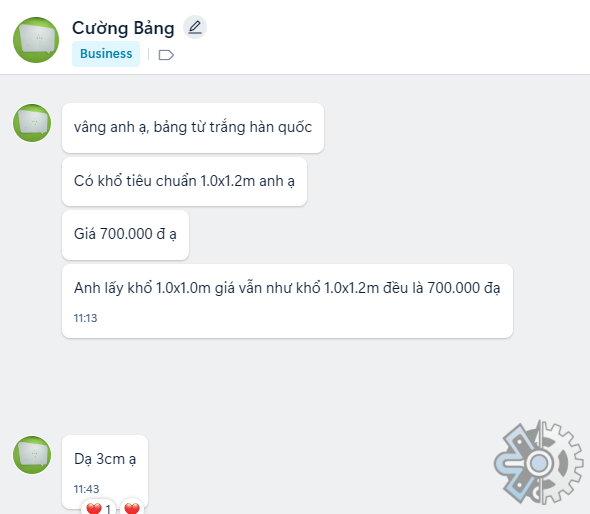 Cường Bảng
Business
vâng anh ạ, bảng từ trắng hàn quốc
Có khổ tiêu chuẩn 1.0x1.2m anh ạ
Giá 700.000 đ ạ
Anh lấy khổ 1.0x1.0m giá vẫn như khổ 1.0x1.2m đều là 700.000 đạ
11:13
Dạ 3cm ạ
11:43
1